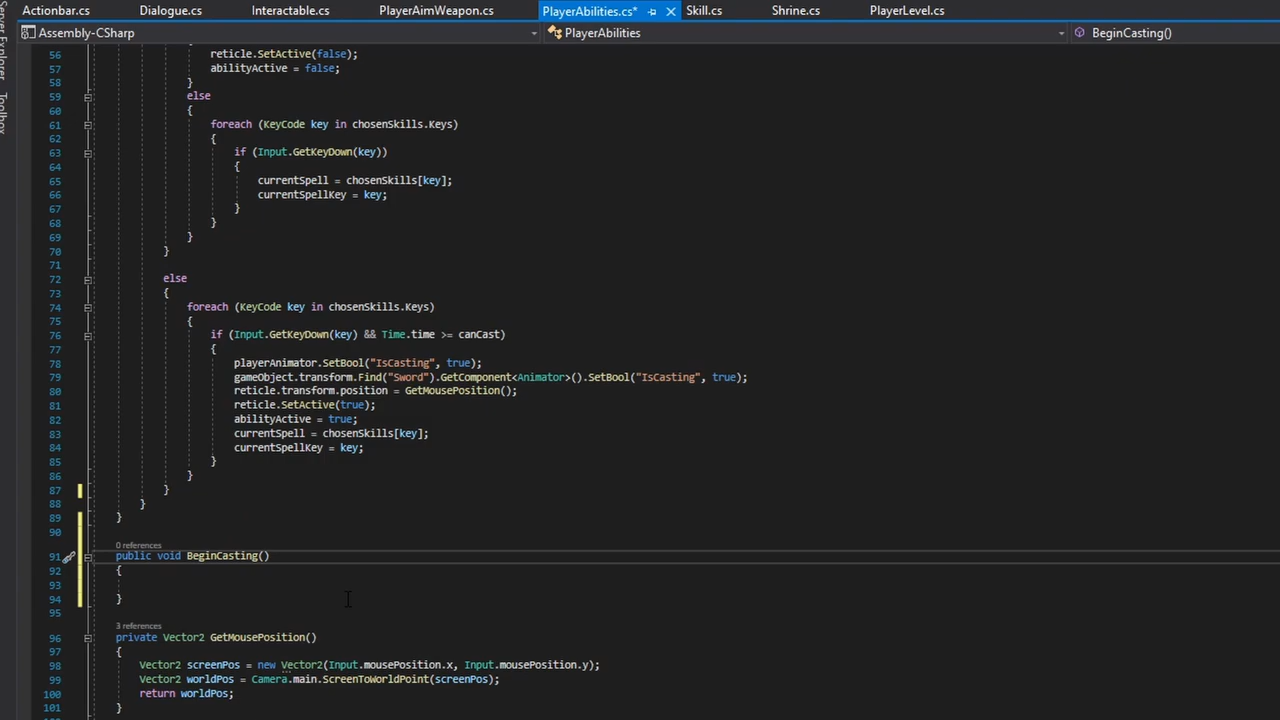 Actionbar.cs Dialogue.cs Interactable.cs PlayerAimWeapon.cs PlayerAbilities.cs* Skill.cs Shrine.cs PlayerLevel.cs
Server Explorer
Toolbox
Assembly-CSharp PlayerAbilities BeginCasting()
56 reticle.SetActive(false);
57 abilityActive = false;
58 }
59 else
60 {
61 foreach (KeyCode key in chosenSkills.Keys)
62 {
63 if (Input.GetKeyDown(key))
64 {
65 currentSpell = chosenSkills[key];
66 currentSpellKey = key;
67 }
68 }
69 }
70 }
71
72 else
73 {
74 foreach (KeyCode key in chosenSkills.Keys)
75 {
76 if (Input.GetKeyDown(key) && Time.time >= canCast)
77 {
78 playerAnimator.SetBool("IsCasting", true);
79 gameObject.transform.Find("Sword").GetComponent<Animator>().SetBool("IsCasting", true);
80 reticle.transform.position = GetMousePosition();
81 reticle.SetActive(true);
82 abilityActive = true;
83 currentSpell = chosenSkills[key];
84 currentSpellKey = key;
85 }
86 }
87 }
88 }
89 }
90
0 references
91 public void BeginCasting()
92 {
93
94 }
95
3 references
96 private Vector2 GetMousePosition()
97 {
98 Vector2 screenPos = new Vector2(Input.mousePosition.x, Input.mousePosition.y);
99 Vector2 worldPos = Camera.main.ScreenToWorldPoint(screenPos);
100 return worldPos;
101 }